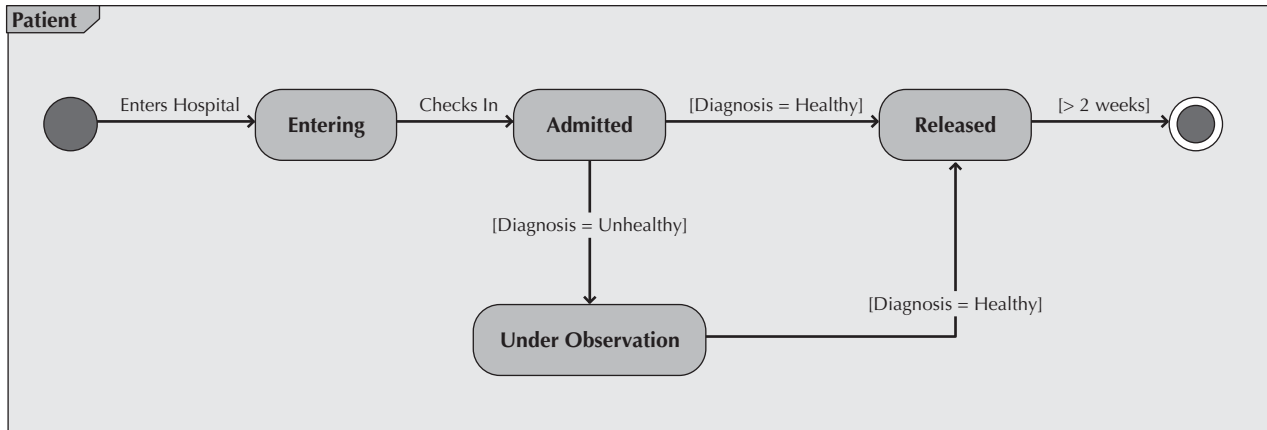 Patient
Enters Hospital
Entering
Checks In
Admitted
[Diagnosis = Healthy]
Released
[> 2 weeks]
[Diagnosis = Unhealthy]
[Diagnosis = Healthy]
Under Observation